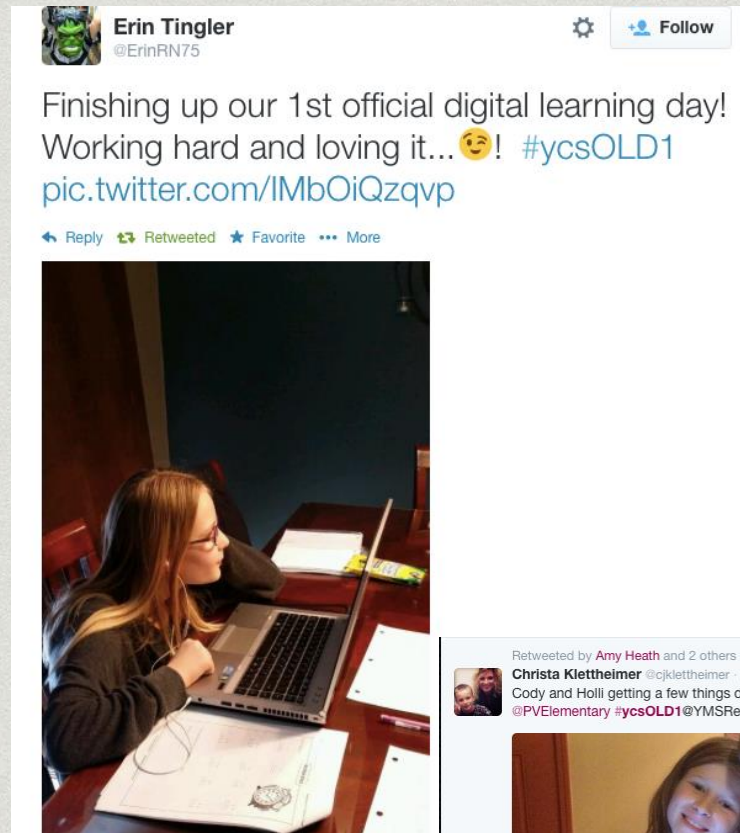 Erin Tingler
@ErinRN75
Follow
Finishing up our 1st official digital learning day!
Working hard and loving it...😉! #ycsOLD1
pic.twitter.com/IMbOiQzqvp
Reply Retweeted Favorite More
Retweeted by Amy Heath and 2 others
Christa Klettheimer @cjklettheimer ·
Cody and Holli getting a few things
@PVElementary #ycsOLD1@YMSRe